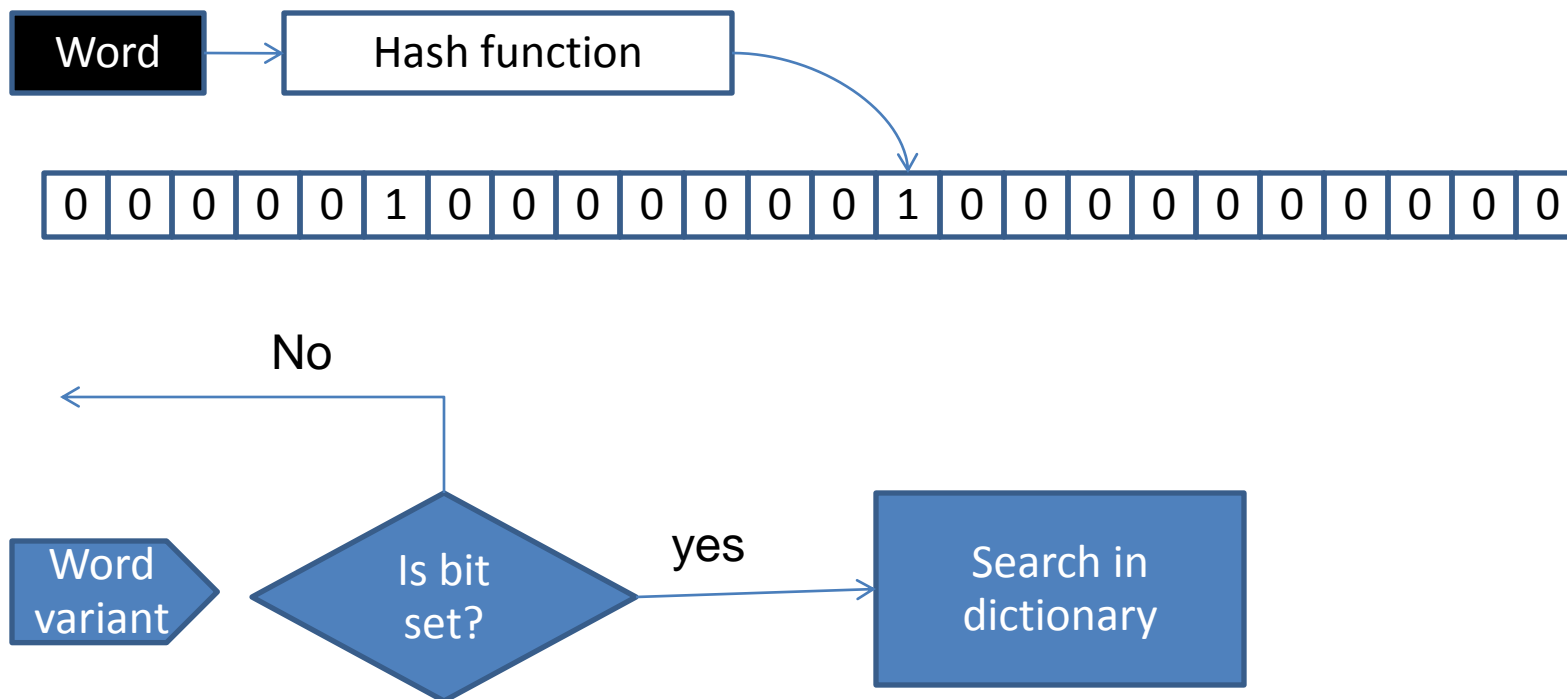 Word
Hash function
0 0 0 0 0 1 0 0 0 0 0 0 0 1 0 0 0 0 0 0 0 0 0 0
No
Word
variant
Is bit
set?
yes
Search in
dictionary